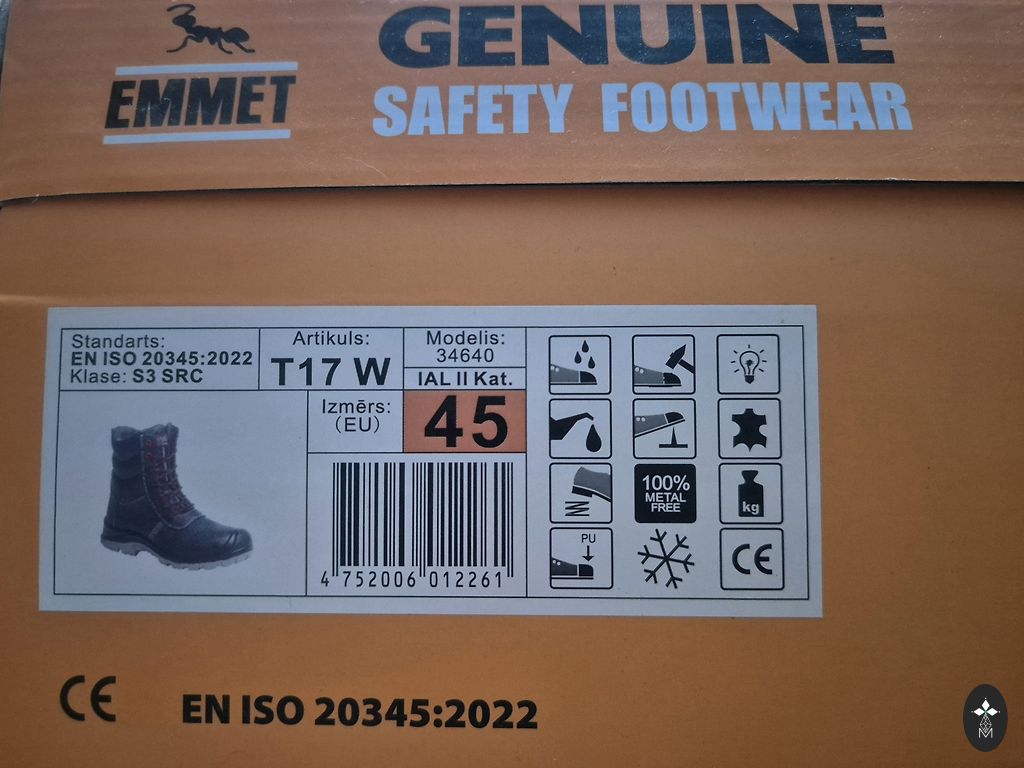 EMMET
GENUINE
SAFETY FOOTWEAR
Standarts:
EN ISO 20345:2022
Klase: S3 SRC
Artikuls:
T17 W
Modelis:
34640
IAL II Kat.
Izmērs:
(EU)
45
4 752006 012261
100%
METAL
FREE
kg
PU
CE
CE EN ISO 20345:2022
M